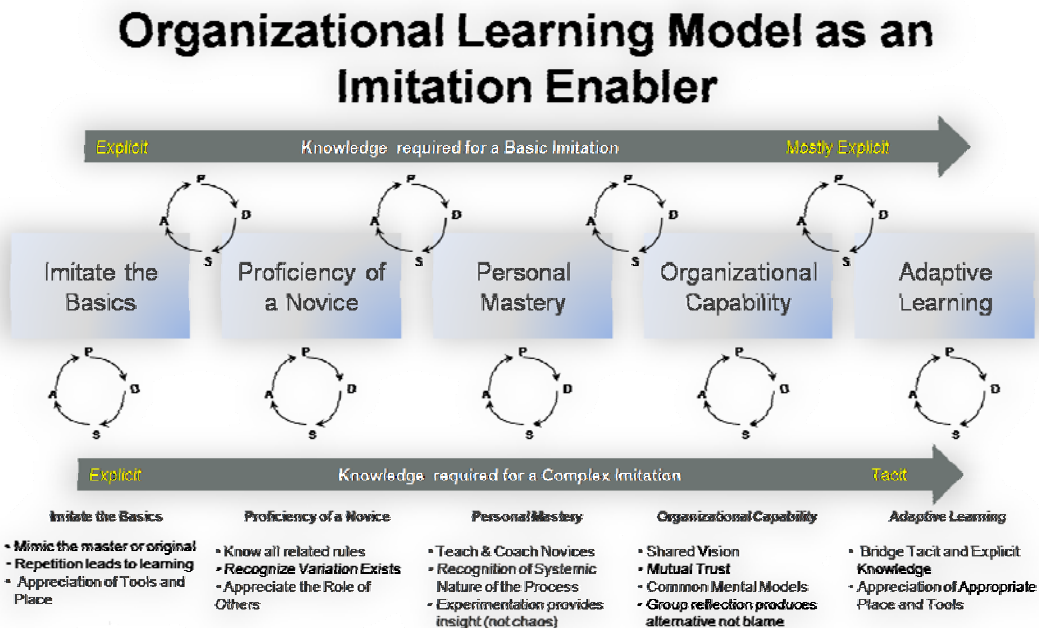 Organizational Learning Model as an
Imitation Enabler
Explicit Knowledge required for a Basic Imitation Mostly Explicit
P P P P
A D A D A D A D
S S S S
Imitate the
Basics
Proficiency of
a Novice
Personal
Mastery
Organizational
Capability
Adaptive
Learning
P P P P P
A D A D A D A D A D
S S S S S
Explicit Knowledge required for a Complex Imitation Tacit
Imitate the Basics
• Mimic the master or original
• Repetition leads to learning
• Appreciation of Tools and
Place
Proficiency of a Novice
• Know all related rules
• Recognize Variation Exists
• Appreciate the Role of
Others
Personal Mastery
• Teach & Coach Novices
• Recognition of Systemic
Nature of the Process
• Experimentation provides
insight (not chaos)
Organizational Capability
• Shared Vision
• Mutual Trust
• Common Mental Models
• Group reflection produces
alternative not blame
Adaptive Learning
• Bridge Tacit and Explicit
Knowledge
• Appreciation of Appropriate
Place and Tools